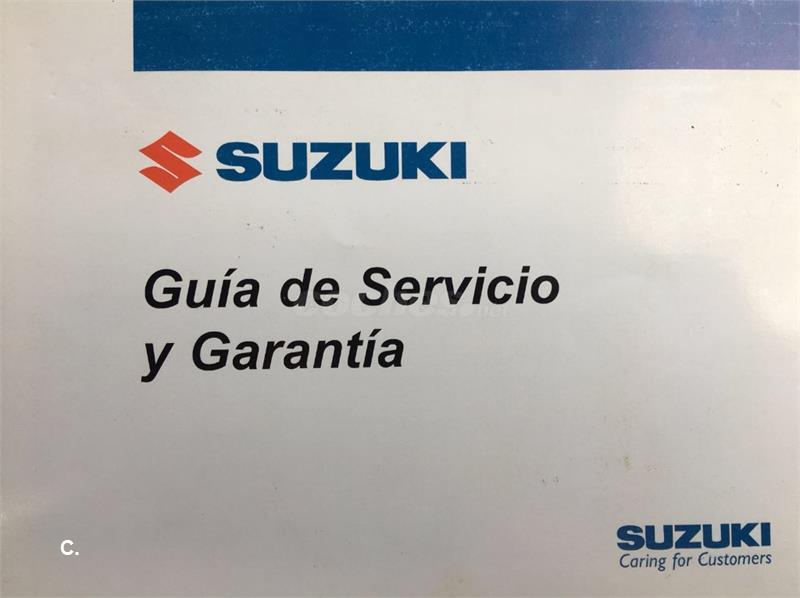 SUZUKI
Guía de Servicio
y Garantía
SUZUKI
Caring for Customers
C.